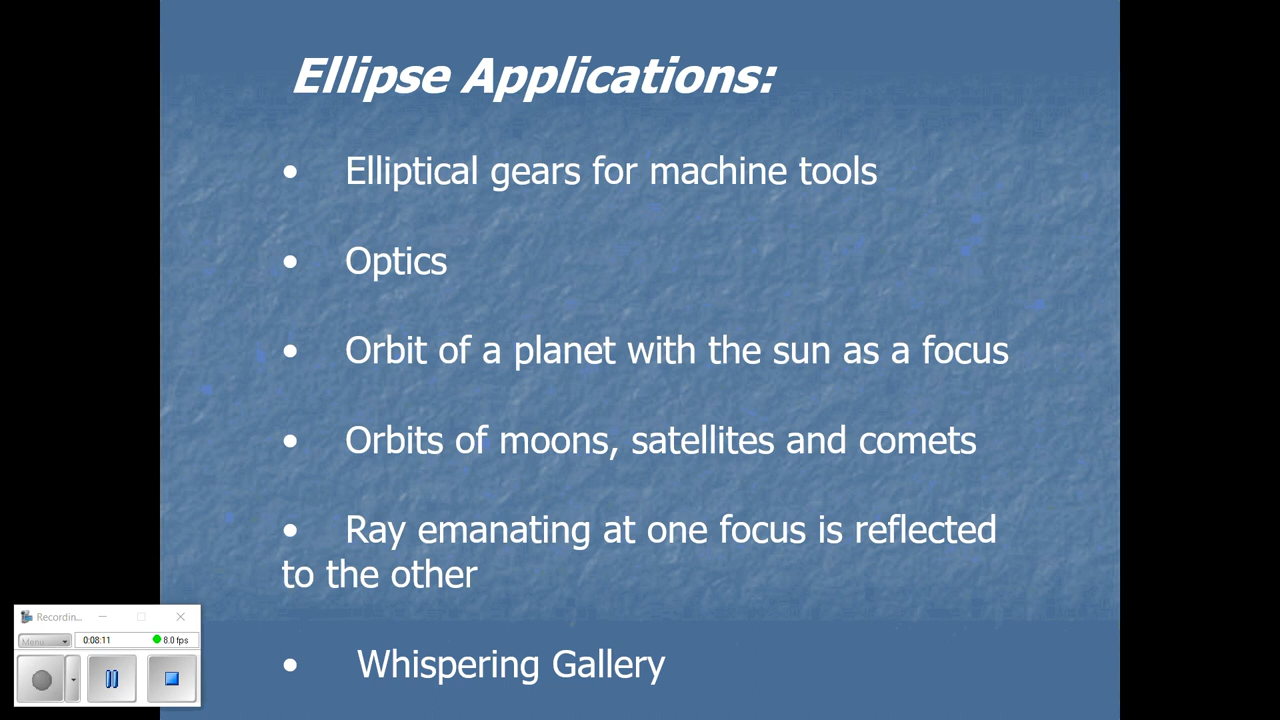 Ellipse Applications:
• Elliptical gears for machine tools
• Optics
• Orbit of a planet with the sun as a focus
• Orbits of moons, satellites and comets
• Ray emanating at one focus is reflected
to the other
• Whispering Gallery
Recordin...
Menu
0:08:11
8.0 fps